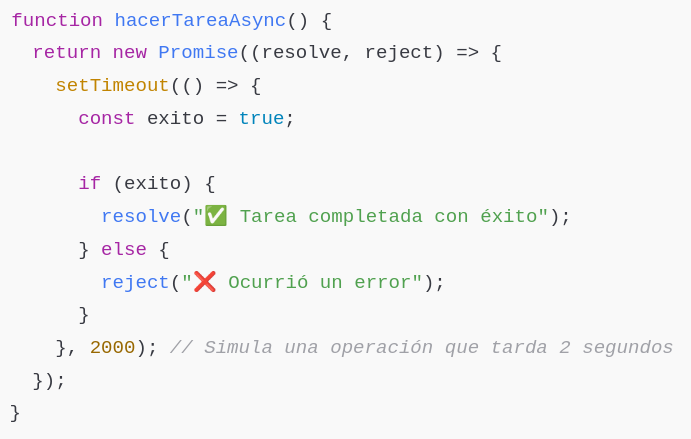 function hacerTareaAsync() {
  return new Promise((resolve, reject) => {
    setTimeout(() => {
      const exito = true;

      if (exito) {
        resolve("✅ Tarea completada con éxito");
      } else {
        reject("❌ Ocurrió un error");
      }
    }, 2000); // Simula una operación que tarda 2 segundos
  });
}